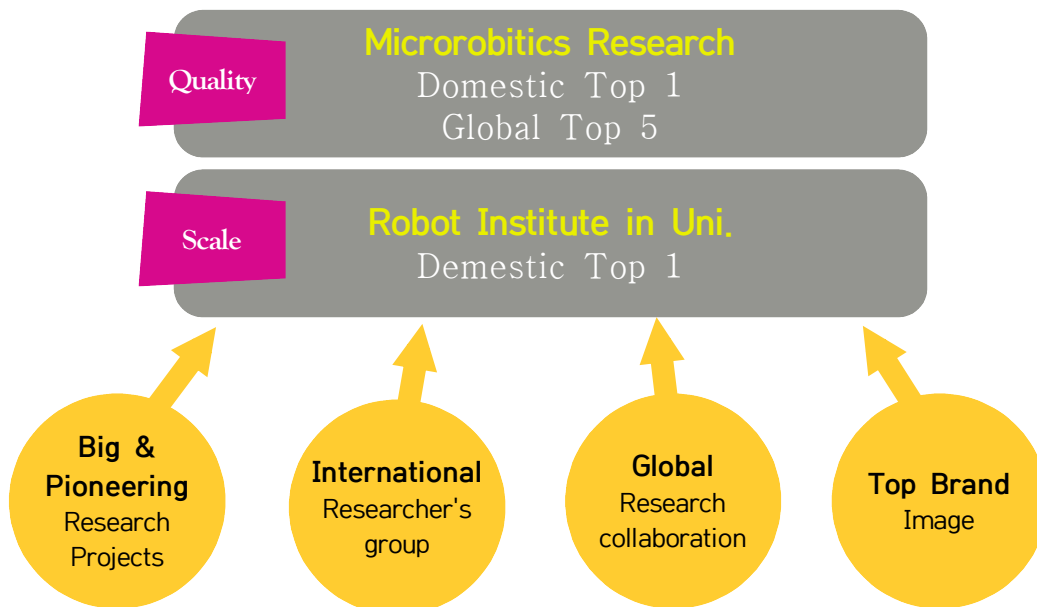 Quality
Microrobitics Research
Domestic Top 1
Global Top 5
Scale
Robot Institute in Uni.
Demestic Top 1
Big &
Pioneering
Research
Projects
International
Researcher's
group
Global
Research
collaboration
Top Brand
Image